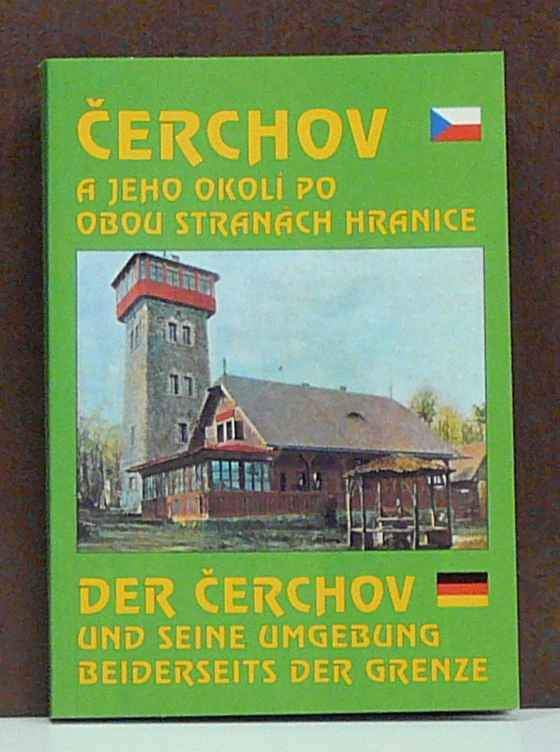 ČERCHOV
A JEHO OKOLÍ PO
OBOU STRANÁCH HRANICE
DER ČERCHOV
UND SEINE UMGEBUNG
BEIDERSEITS DER GRENZE